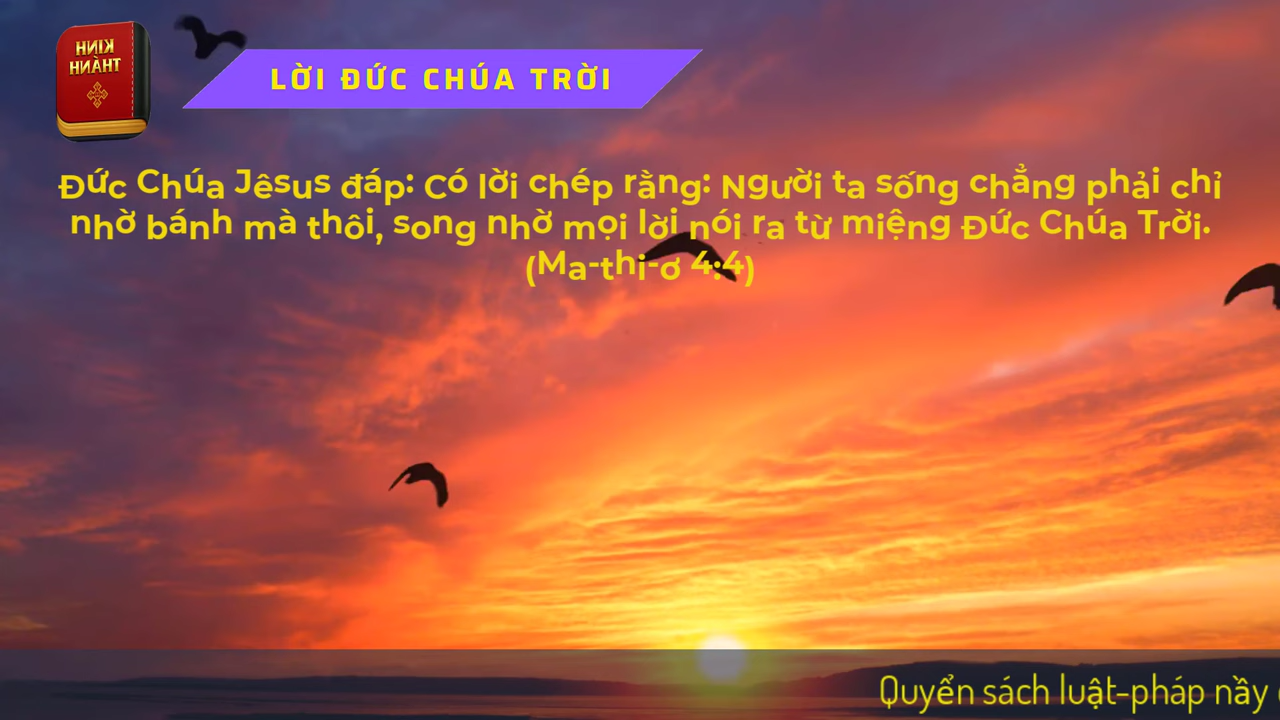 KINH
THÁNH
LỜI ĐỨC CHÚA TRỜI
Đức Chúa Jêsus đáp: Có lời chép rằng: Người ta sống chẳng phải chỉ
nhờ bánh mà thôi, song nhờ mọi lời nói ra từ miệng Đức Chúa Trời.
(Ma-thi-ơ 4:4)
Quyển sách luật-pháp nầy